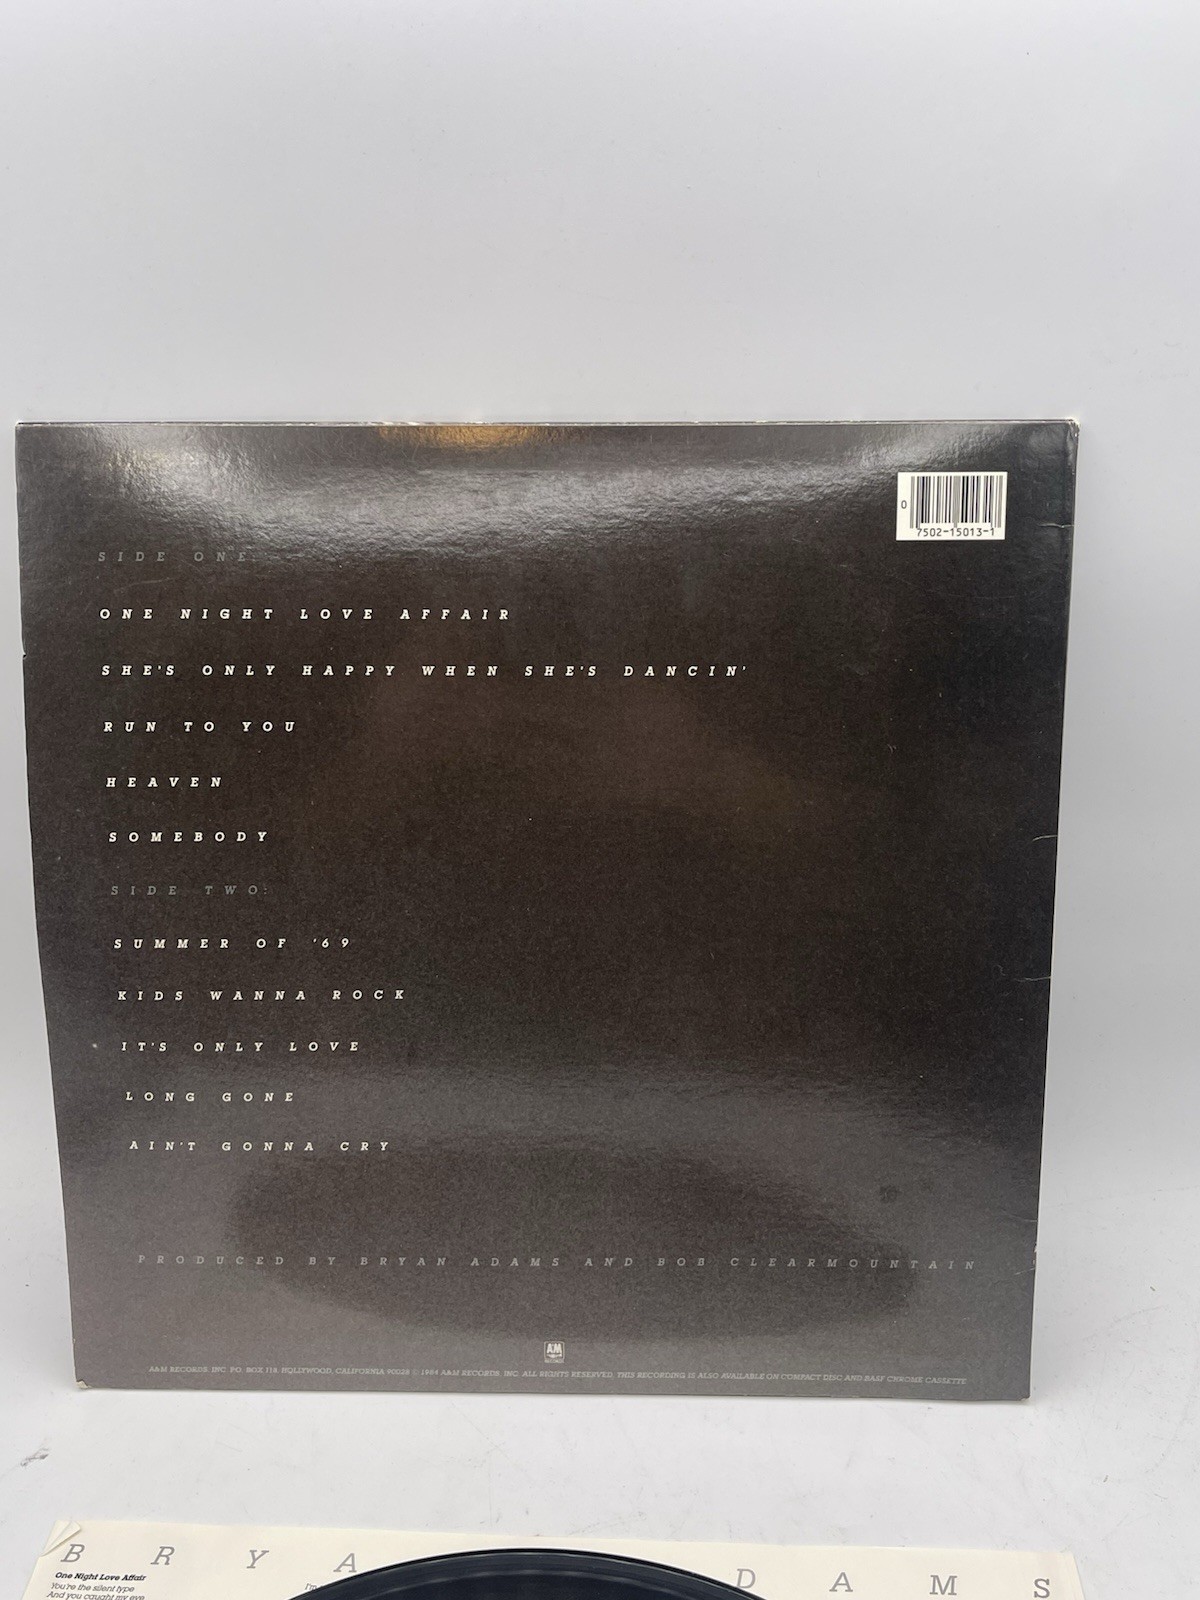 0
7502-15013-1
SIDE ONE:
ONE NIGHT LOVE AFFAIR
SHE'S ONLY HAPPY WHEN SHE'S DANCIN'
RUN TO YOU
HEAVEN
SOMEBODY
SIDE TWO:
SUMMER OF '69
KIDS WANNA ROCK
IT'S ONLY LOVE
LONG GONE
AIN'T GONNA CRY
PRODUCED BY BRYAN ADAMS AND BOB CLEARMOUNTAIN
A&M
A&M RECORDS, INC. P.O. BOX 118, HOLLYWOOD, CALIFORNIA 90028 © 1984 A&M RECORDS, INC. ALL RIGHTS RESERVED. THIS RECORDING IS ALSO AVAILABLE ON COMPACT DISC AND BASF CHROME CASSETTE
BRYA DAMS
One Night Love Affair
You're the silent type
And you caught my eye